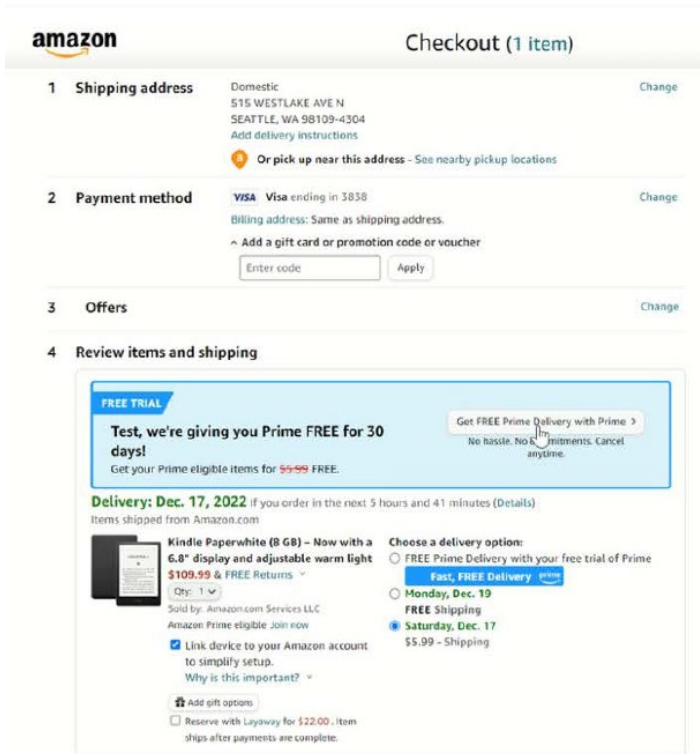 amazon
Checkout (1 item)
1 Shipping address
Domestic
515 WESTLAKE AVE N
SEATTLE, WA 98109-4304
Add delivery instructions
Or pick up near this address - See nearby pickup locations
Change
2 Payment method
VISA Visa ending in 3838
Billing address: Same as shipping address.
^ Add a gift card or promotion code or voucher
Enter code
Apply
Change
3 Offers
Change
4 Review items and shipping
FREE TRIAL
Test, we're giving you Prime FREE for 30
days!
Get your Prime eligible items for $5.99 FREE.
Get FREE Prime Delivery with Prime >
No hassle. No commitments. Cancel
anytime.
Delivery: Dec. 17, 2022 If you order in the next 5 hours and 41 minutes (Details)
Items shipped from Amazon.com
Kindle Paperwhite (8 GB) – Now with a
6.8" display and adjustable warm light
$109.99 & FREE Returns
Qty: 1
Sold by: Amazon.com Services LLC
Amazon Prime eligible Join now
Link device to your Amazon account
to simplify setup.
Why is this important?
Add gift options
Reserve with Layaway for $22.00. Item
ships after payments are complete.
Choose a delivery option:
FREE Prime Delivery with your free trial of Prime
Fast, FREE Delivery prime
Monday, Dec. 19
FREE Shipping
Saturday, Dec. 17
$5.99 - Shipping